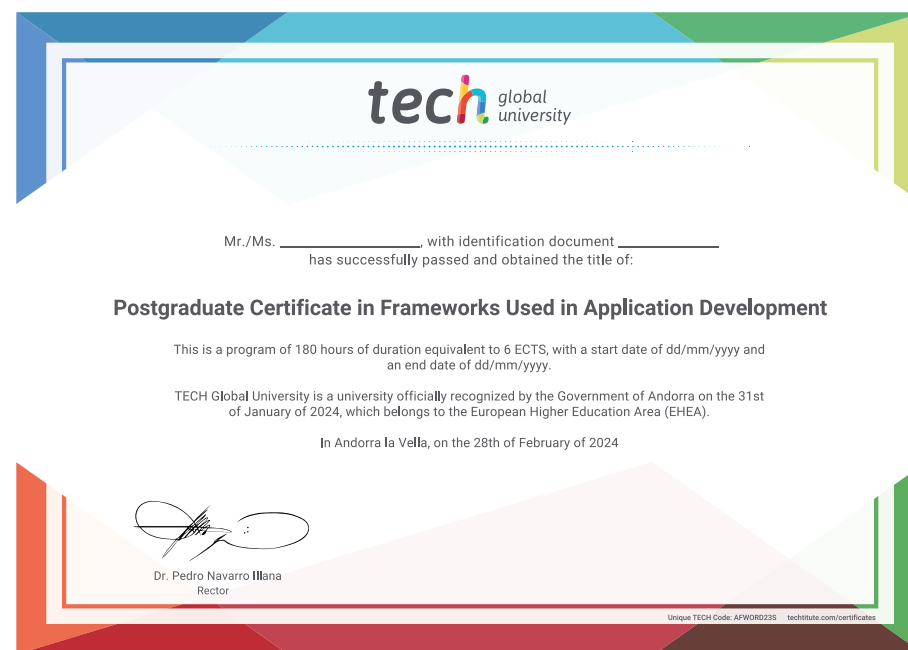 tech global
university
Mr./Ms. ____________, with identification document ____________
has successfully passed and obtained the title of:
Postgraduate Certificate in Frameworks Used in Application Development
This is a program of 180 hours of duration equivalent to 6 ECTS, with a start date of dd/mm/yyyy and
an end date of dd/mm/yyyy.
TECH Global University is a university officially recognized by the Government of Andorra on the 31st
of January of 2024, which belongs to the European Higher Education Area (EHEA).
In Andorra la Vella, on the 28th of February of 2024
Dr. Pedro Navarro Illana
Rector
Unique TECH Code: AFWORD23S techtitute.com/certificates